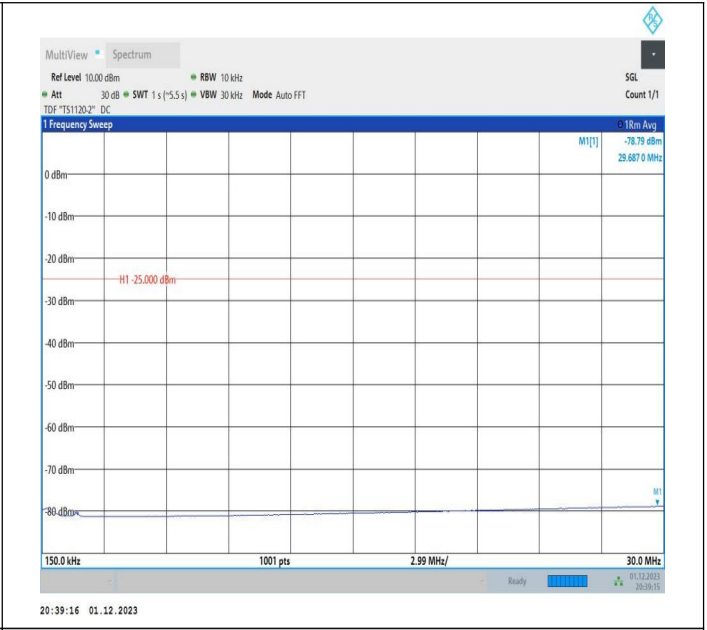 MultiView Spectrum
Ref Level 10.00 dBm RBW 10 kHz SGL
Att 30 dB SWT 1 s (~5.5 s) VBW 30 kHz Mode Auto FFT Count 1/1
TDF "TS1120-2" DC
1 Frequency Sweep 1Rm Avg
M1[1] -78.79 dBm
29.687 0 MHz
0 dBm
-10 dBm
-20 dBm
H1 -25.000 dBm
-30 dBm
-40 dBm
-50 dBm
-60 dBm
-70 dBm
M1
-80 dBm
150.0 kHz 1001 pts 2.99 MHz/ 30.0 MHz
Ready 01.12.2023
20:39:15
20:39:16 01.12.2023